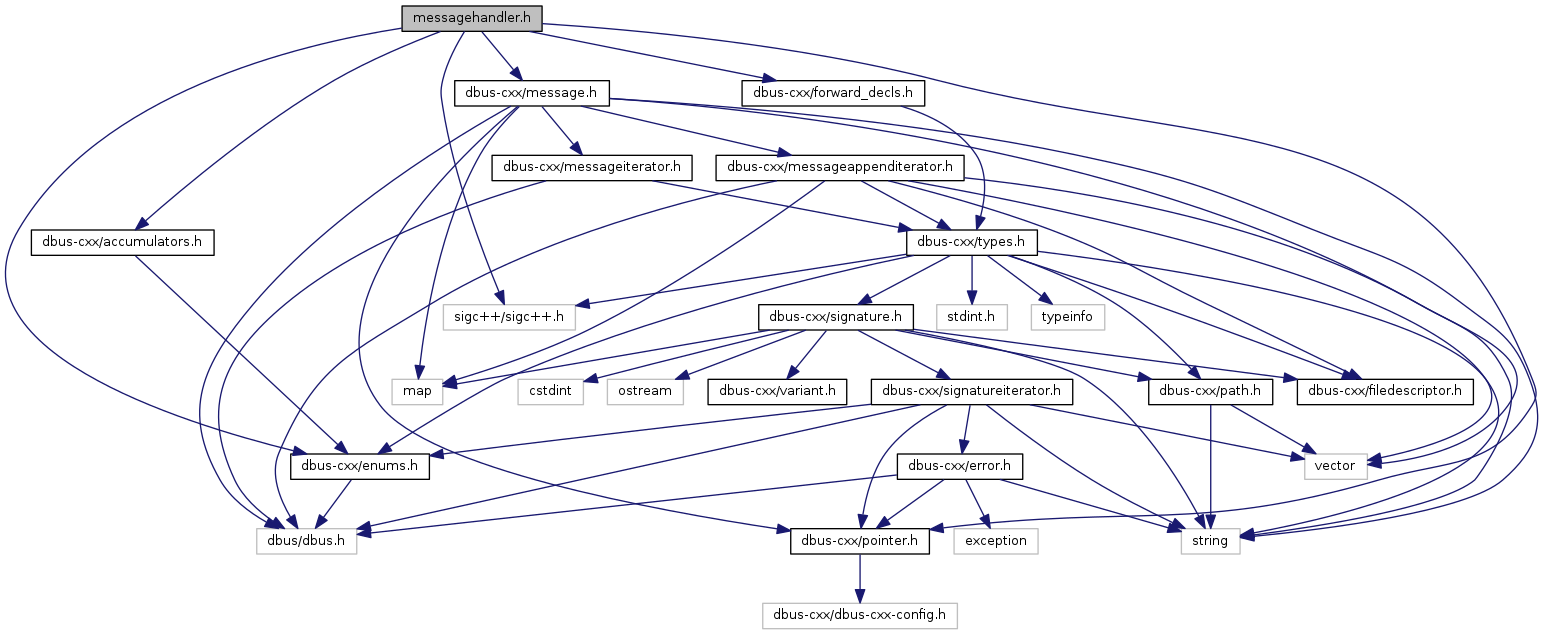 messagehandler.h
dbus-cxx/message.h
dbus-cxx/forward_decls.h
dbus-cxx/messageiterator.h
dbus-cxx/messageappenditerator.h
dbus-cxx/accumulators.h
dbus-cxx/types.h
sigc++/sigc++.h
dbus-cxx/signature.h
stdint.h
typeinfo
map
cstdint
ostream
dbus-cxx/variant.h
dbus-cxx/signatureiterator.h
dbus-cxx/path.h
dbus-cxx/filedescriptor.h
dbus-cxx/enums.h
dbus-cxx/error.h
vector
dbus/dbus.h
dbus-cxx/pointer.h
exception
string
dbus-cxx/dbus-cxx-config.h